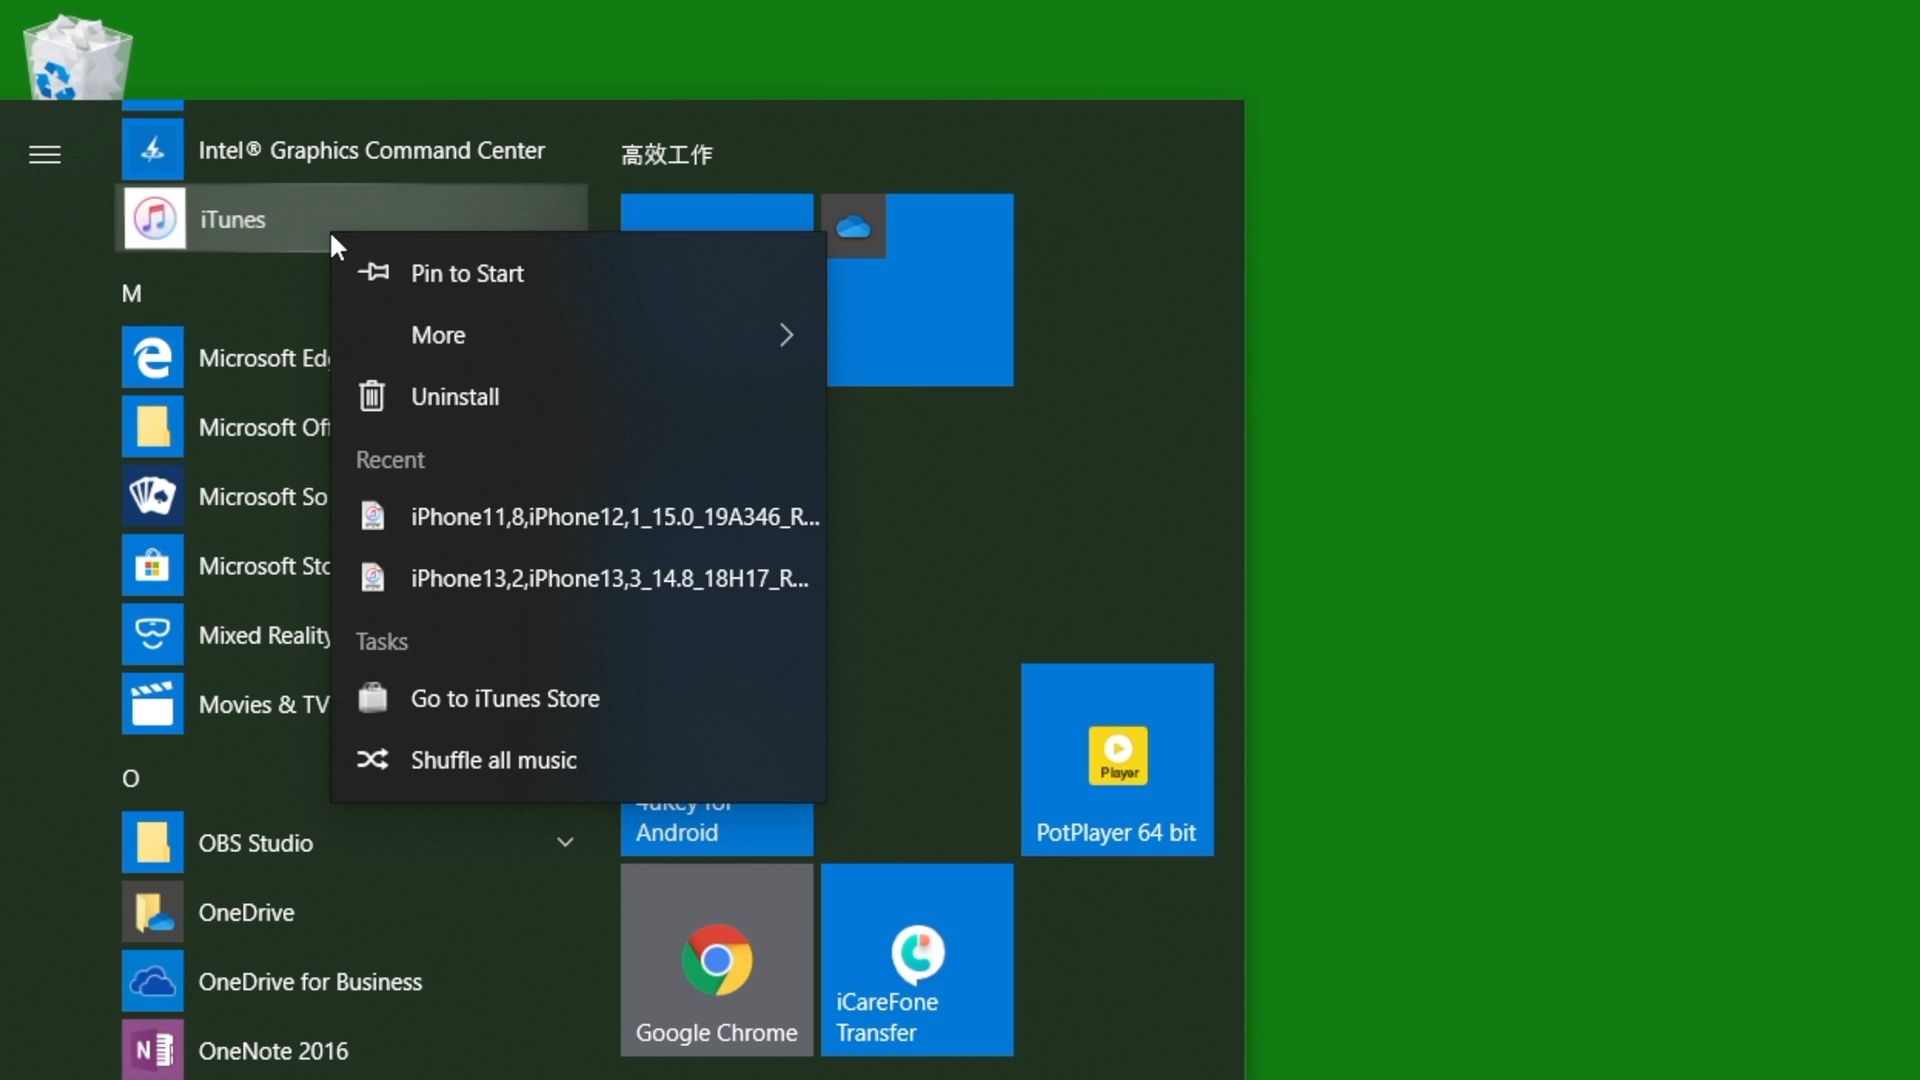 Intel® Graphics Command Center
iTunes
M
Microsoft Ed
Microsoft Of
Microsoft So
Microsoft Sto
Mixed Reality
Movies & TV
O
OBS Studio
OneDrive
OneDrive for Business
OneNote 2016
Pin to Start
More
Uninstall
Recent
iPhone11,8,iPhone12,1_15.0_19A346_R...
iPhone13,2,iPhone13,3_14.8_18H17_R...
Tasks
Go to iTunes Store
Shuffle all music
高效工作
4uKey for
Android
Player
PotPlayer 64 bit
Google Chrome
iCareFone
Transfer